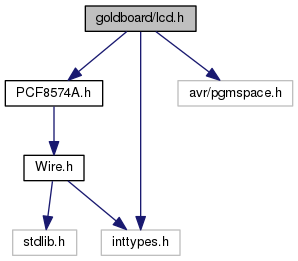 goldboard/lcd.h
PCF8574A.h
avr/pgmspace.h
Wire.h
stdlib.h
inttypes.h